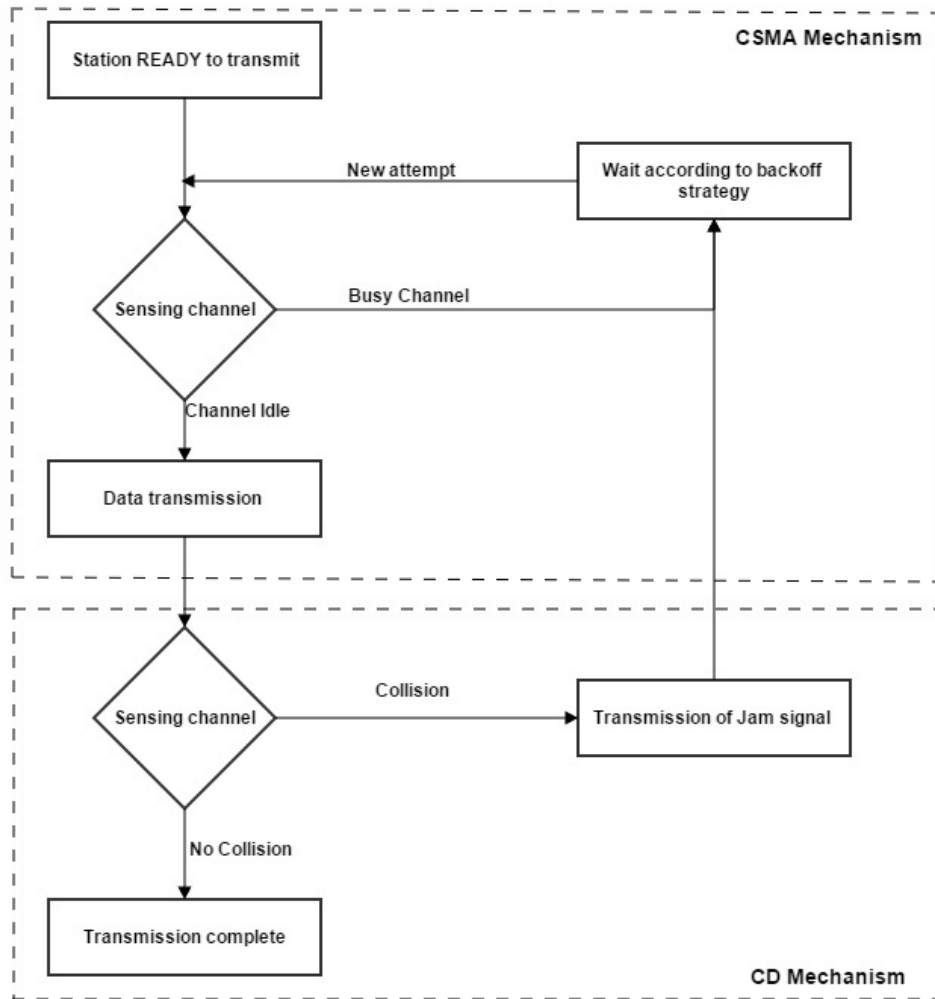 CSMA Mechanism
Station READY to transmit
New attempt
Wait according to backoff
strategy
Sensing channel
Busy Channel
Channel Idle
Data transmission
Sensing channel
Collision
Transmission of Jam signal
No Collision
Transmission complete
CD Mechanism